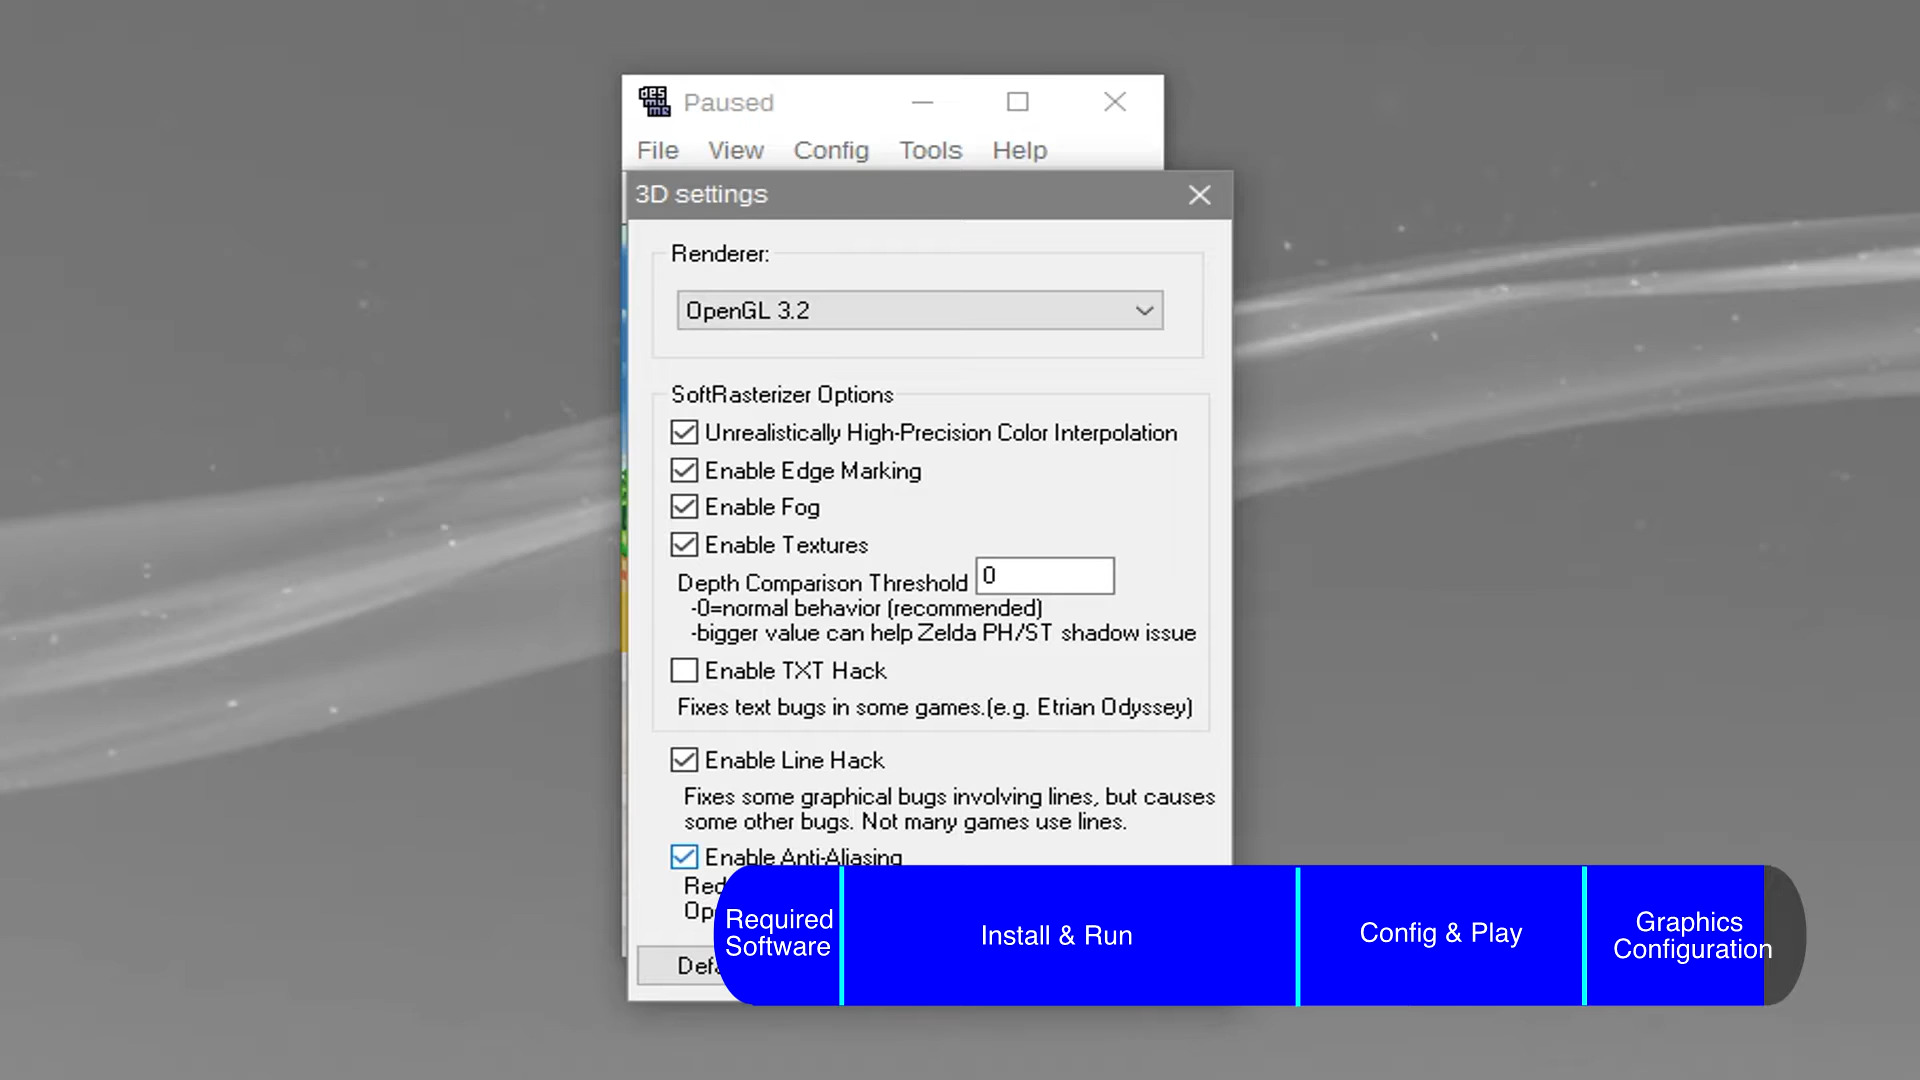 des
mu
me
Paused
File View Config Tools Help
3D settings
Renderer:
OpenGL 3.2
SoftRasterizer Options
Unrealistically High-Precision Color Interpolation
Enable Edge Marking
Enable Fog
Enable Textures
Depth Comparison Threshold 0
-0=normal behavior (recommended)
-bigger value can help Zelda PH/ST shadow issue
Enable TXT Hack
Fixes text bugs in some games.(e.g. Etrian Odyssey)
Enable Line Hack
Fixes some graphical bugs involving lines, but causes
some other bugs. Not many games use lines.
Enable Anti-Aliasing
Required
Software
Install & Run
Config & Play
Graphics
Configuration